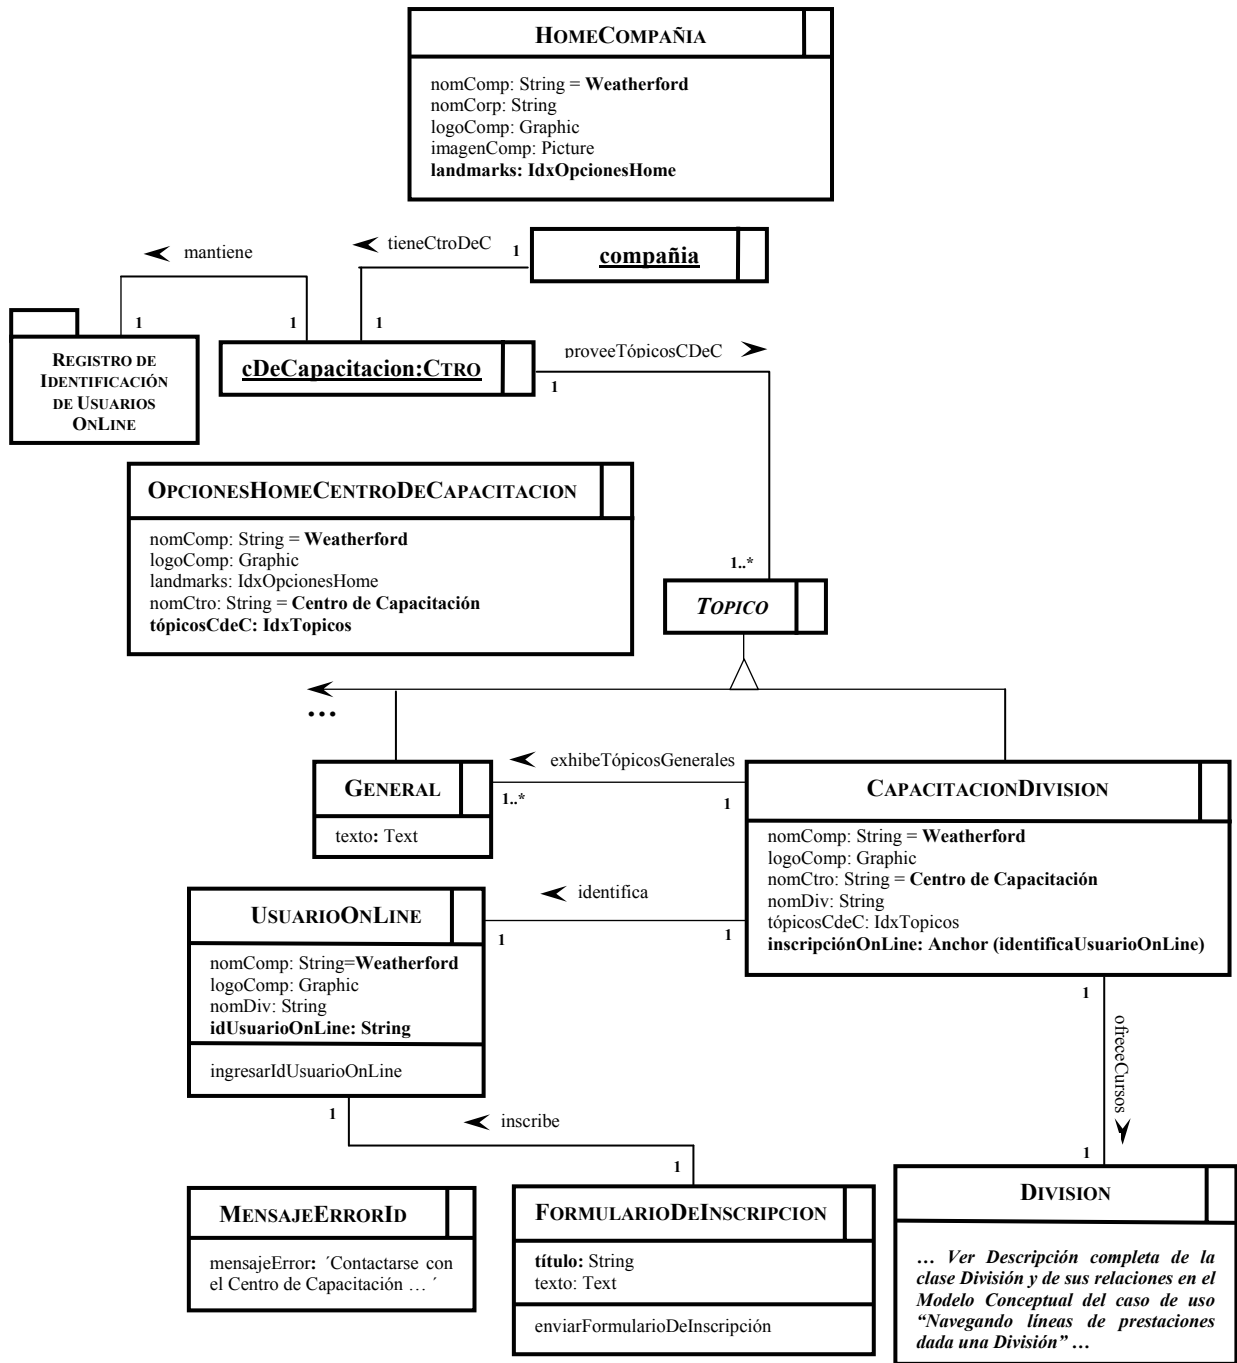 HOMECOMPAÑIA
nomComp: String = Weatherford
nomCorp: String
logoComp: Graphic
imagenComp: Picture
landmarks: IdxOpcionesHome
mantiene
tieneCtroDeC
1
compañia
1
1
1
REGISTRO DE
IDENTIFICACIÓN
DE USUARIOS
ONLINE
cDeCapacitacion:CTRO
proveeTópicosCDeC
1
OPCIONESHOMECENTRODECAPACITACION
nomComp: String = Weatherford
logoComp: Graphic
landmarks: IdxOpcionesHome
nomCtro: String = Centro de Capacitación
tópicosCdeC: IdxTopicos
1..*
TOPICO
...
exhibeTópicosGenerales
GENERAL
texto: Text
1..*
1
CAPACITACIONDIVISION
nomComp: String = Weatherford
logoComp: Graphic
nomCtro: String = Centro de Capacitación
nomDiv: String
tópicosCdeC: IdxTopicos
inscripciónOnLine: Anchor (identificaUsuarioOnLine)
identifica
1
1
USUARIOONLINE
nomComp: String=Weatherford
logoComp: Graphic
nomDiv: String
idUsuarioOnLine: String
ingresarIdUsuarioOnLine
1
ofreceCursos
1
1
inscribe
1
MENSAJEERRORID
mensajeError: ´Contactarse con
el Centro de Capacitación … ´
FORMULARIODEINSCRIPCION
título: String
texto: Text
enviarFormularioDeInscripción
DIVISION
… Ver Descripción completa de la
clase División y de sus relaciones en el
Modelo Conceptual del caso de uso
“Navegando líneas de prestaciones
dada una División” …